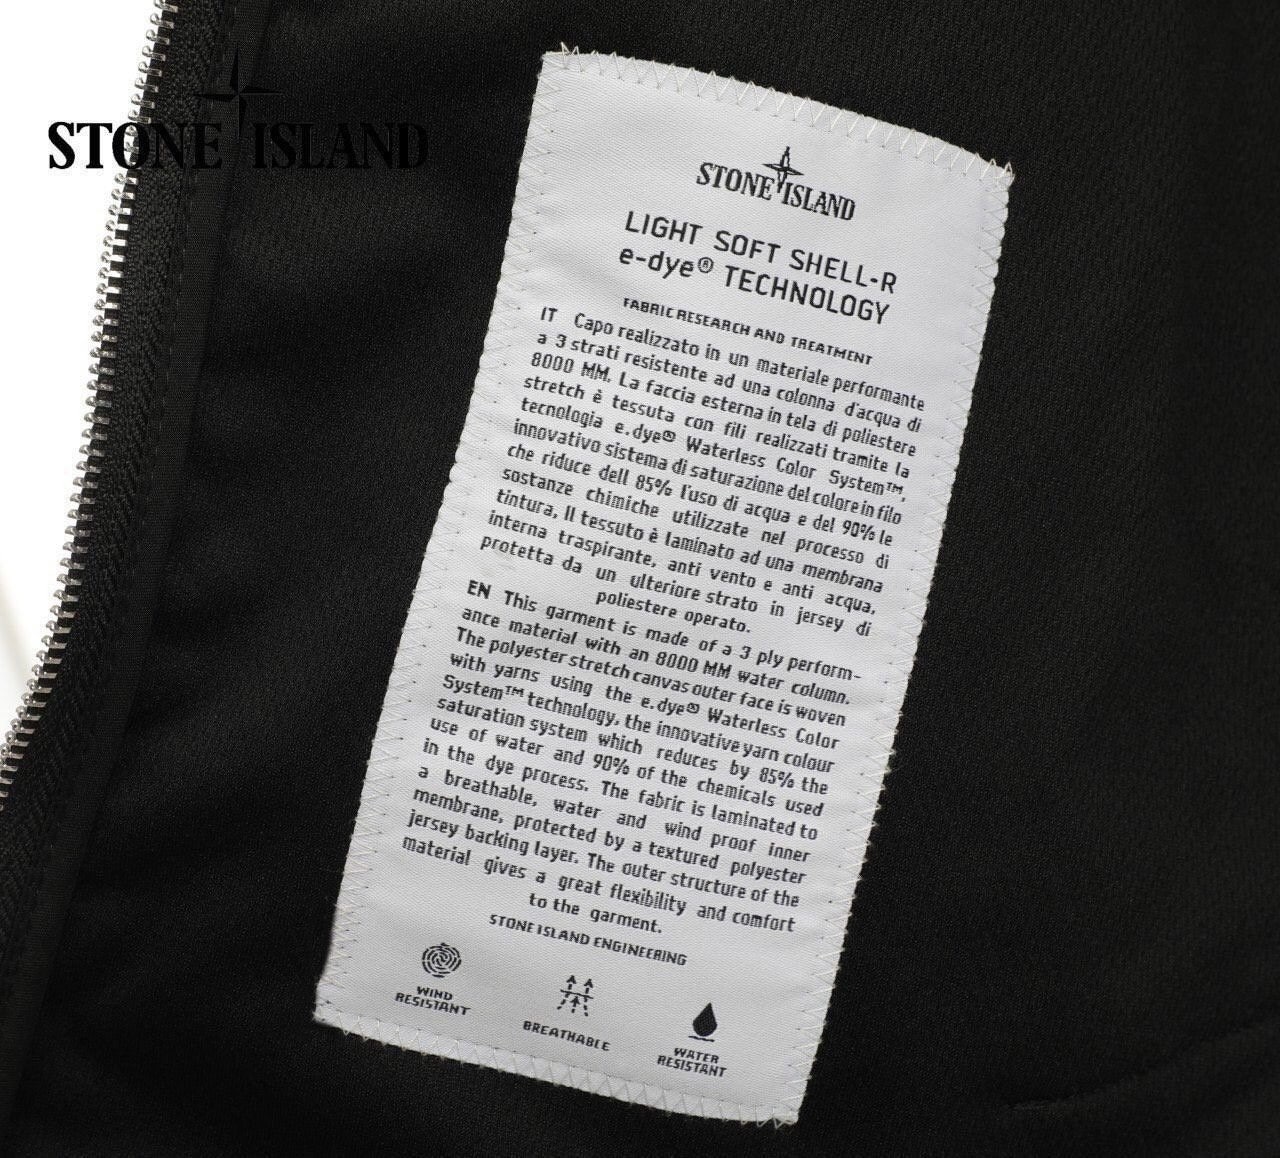 STONE ISLAND
STONE ISLAND
LIGHT SOFT SHELL-R
e-dye® TECHNOLOGY
FABRIC RESEARCH AND TREATMENT
IT Capo realizzato in un materiale performante
a 3 strati resistente ad una colonna d'acqua di
8000 MM. La faccia esterna in tela di poliestere
stretch è tessuta con fili realizzati tramite la
tecnologia e.dye® Waterless Color System™,
innovativo sistema di saturazione del colore in filo
che riduce dell 85% l'uso di acqua e del 90% le
sostanze chimiche utilizzate nel processo di
tintura. Il tessuto è laminato ad una membrana
interna traspirante, anti vento e anti acqua,
protetta da un ulteriore strato in jersey di
poliestere operato.
EN This garment is made of a 3 ply perform-
ance material with an 8000 MM water column.
The polyester stretch canvas outer face is woven
with yarns using the e.dye® Waterless Color
System™ technology, the innovative yarn colour
saturation system which reduces by 85% the
use of water and 90% of the chemicals used
in the dye process. The fabric is laminated to
a breathable, water and wind proof inner
membrane, protected by a textured polyester
jersey backing layer. The outer structure of the
material gives a great flexibility and comfort
to the garment.
STONE ISLAND ENGINEERING
WIND
RESISTANT
BREATHABLE
WATER
RESISTANT